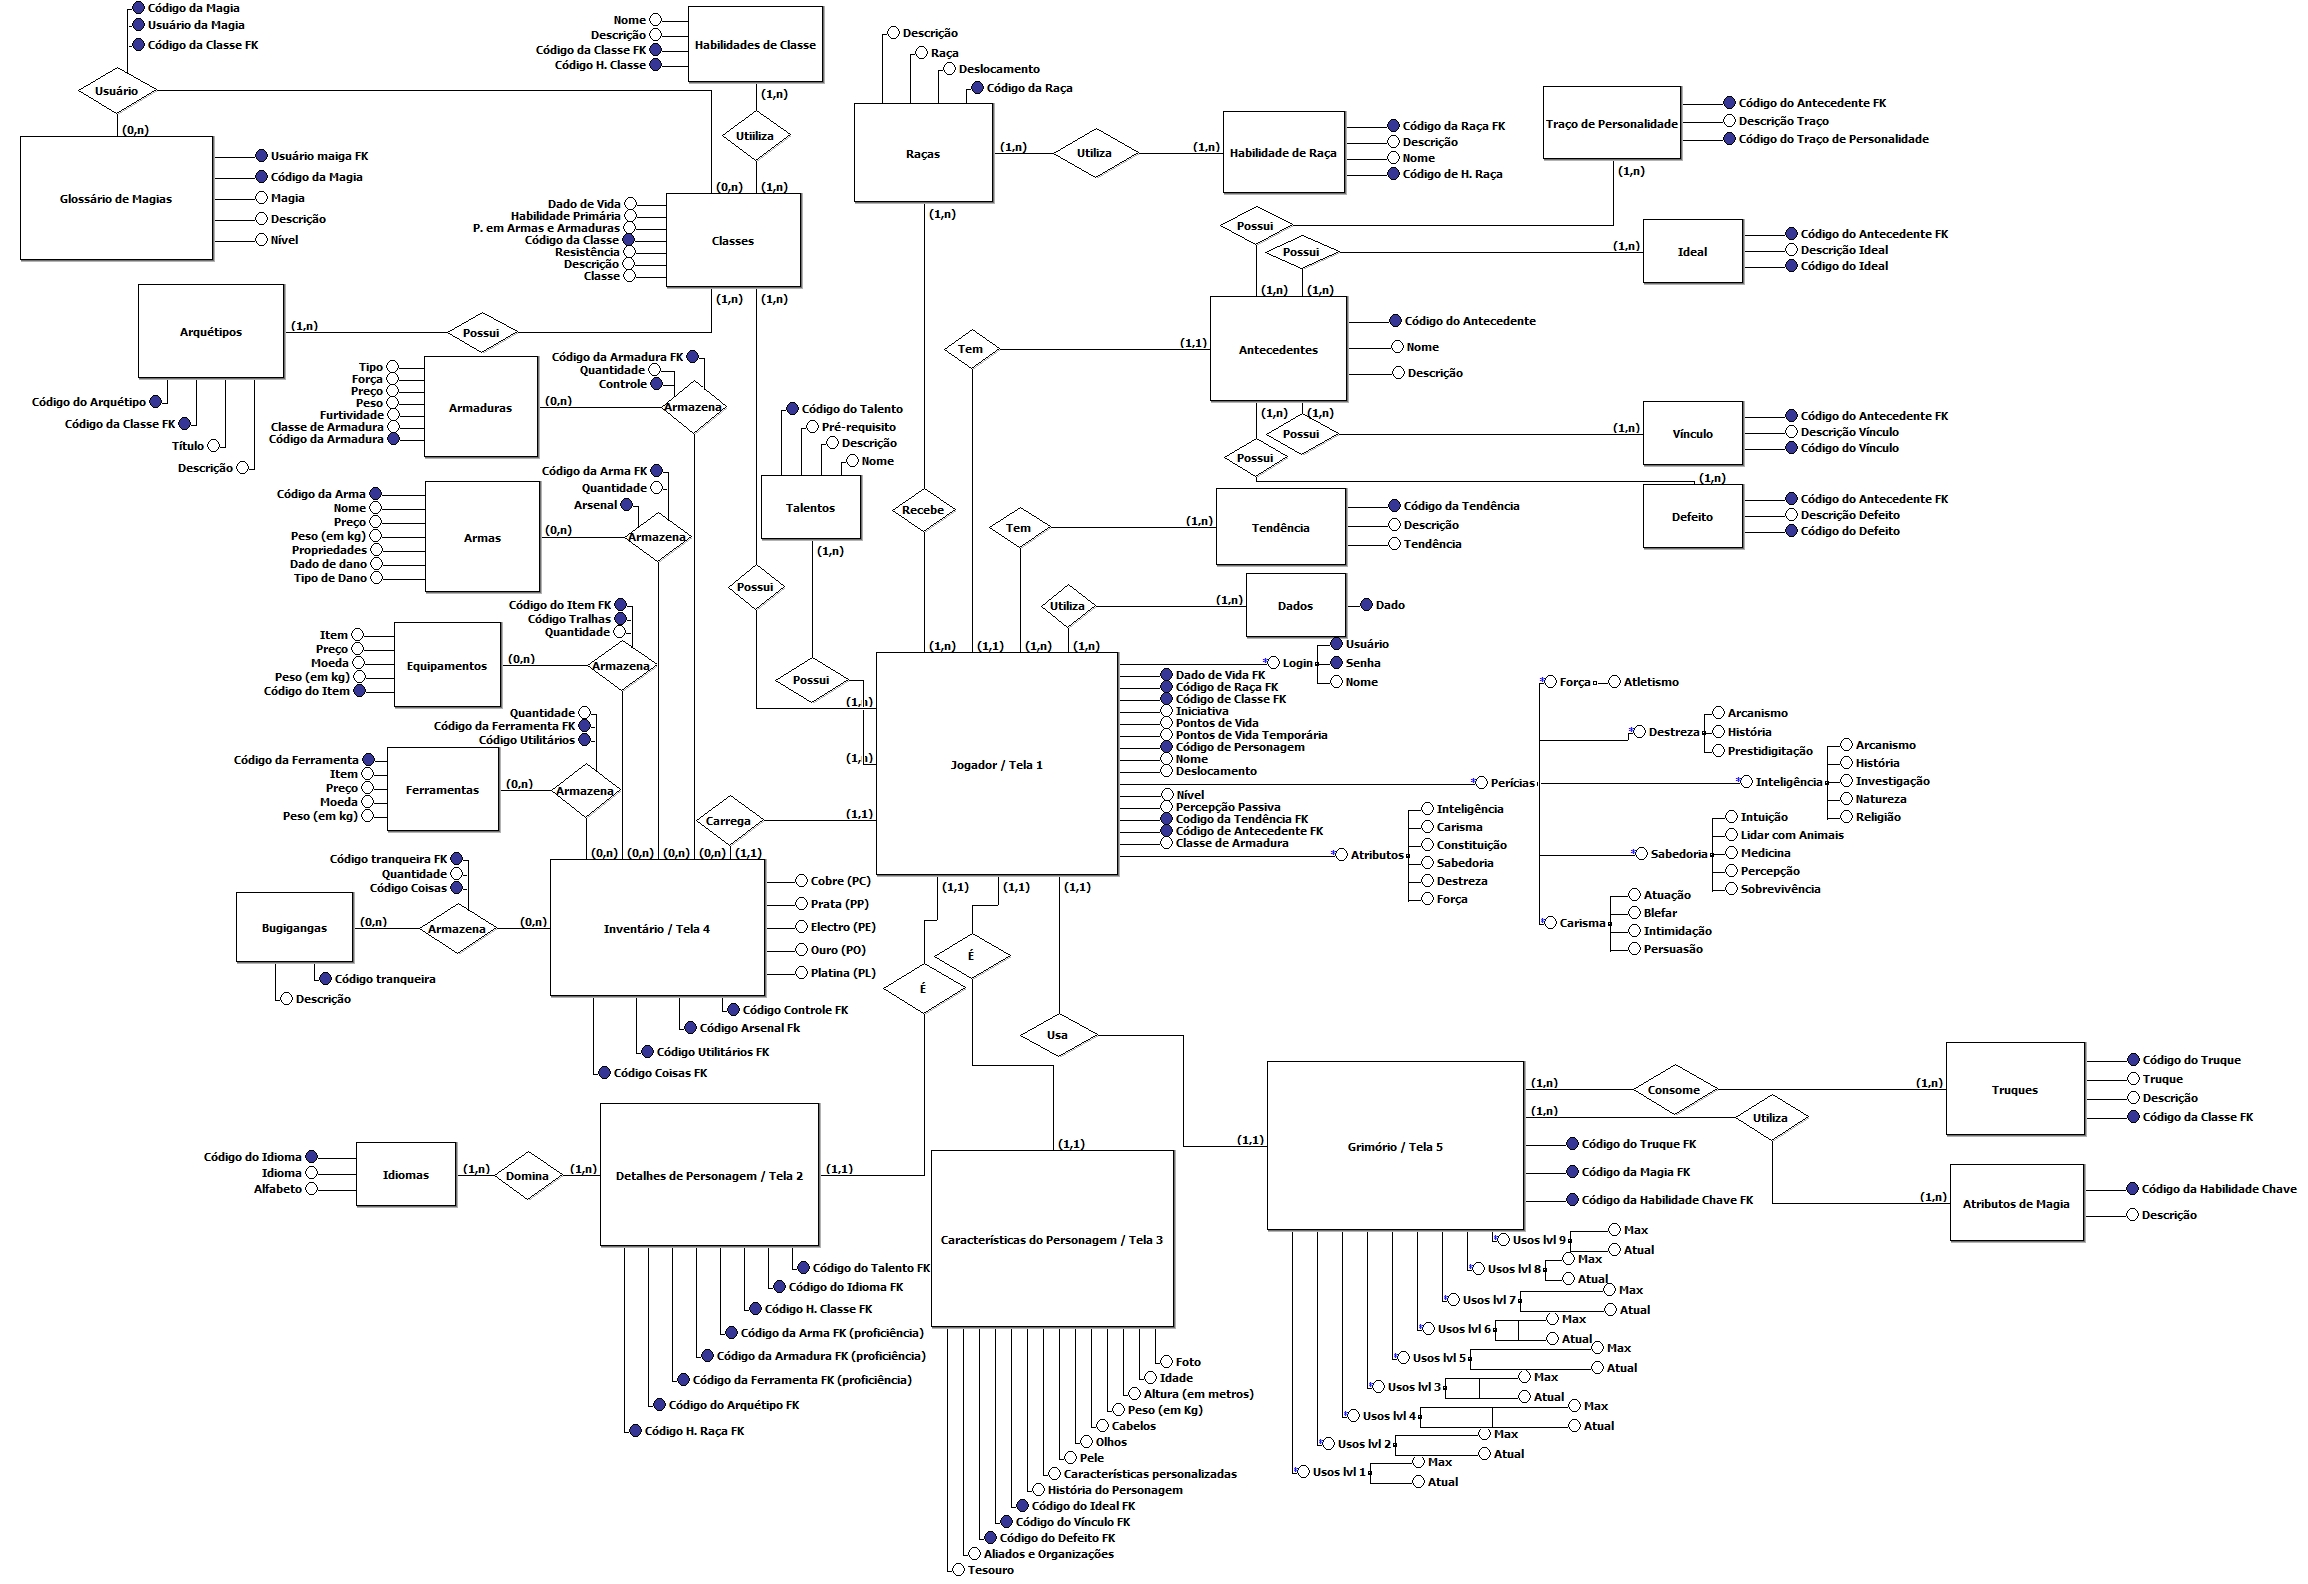 Código da Magia
Usuário da Magia
Código da Classe FK
Usuário
(0,n)
Glossário de Magias
Usuário maiga FK
Código da Magia
Magia
Descrição
Nível
Nome
Descrição
Código da Classe FK
Código H. Classe
Habilidades de Classe
(1,n)
Utiiliza
(0,n)
(1,n)
Dado de Vida
Habilidade Primária
P. em Armas e Armaduras
Código da Classe
Resistência
Descrição
Classe
Classes
(1,n)
(1,n)
Descrição
Raça
Deslocamento
Código da Raça
Raças
(1,n)
Utiliza
(1,n)
(1,n)
Habilidade de Raça
Código da Raça FK
Descrição
Nome
Código de H. Raça
Traço de Personalidade
Código do Antecedente FK
Descrição Traço
Código do Traço de Personalidade
(1,n)
Possui
Possui
(1,n)
Ideal
Código do Antecedente FK
Descrição Ideal
Código do Ideal
(1,n)
(1,n)
Antecedentes
Código do Antecedente
Nome
Descrição
Tem
(1,1)
(1,n)
(1,n)
Possui
Possui
(1,n)
Vínculo
Código do Antecedente FK
Descrição Vínculo
Código do Vínculo
(1,n)
Defeito
Código do Antecedente FK
Descrição Defeito
Código do Defeito
Arquétipos
(1,n)
Possui
Código do Arquétipo
Código da Classe FK
Título
Descrição
Tipo
Força
Preço
Peso
Furtividade
Classe de Armadura
Código da Armadura
Armaduras
(0,n)
Código da Armadura FK
Quantidade
Controle
Armazena
Código da Arma
Nome
Preço
Peso (em kg)
Propriedades
Dado de dano
Tipo de Dano
Armas
(0,n)
Código da Arma FK
Quantidade
Arsenal
Armazena
Código do Talento
Pré-requisito
Descrição
Nome
Talentos
(1,n)
Possui
Possui
Recebe
Tem
(1,n)
Tendência
Código da Tendência
Descrição
Tendência
Utiliza
(1,n)
Dados
Dado
Item
Preço
Moeda
Peso (em kg)
Código do Item
Equipamentos
(0,n)
Código do Item FK
Código Tralhas
Quantidade
Armazena
Código da Ferramenta
Item
Preço
Moeda
Peso (em kg)
Ferramentas
(0,n)
Quantidade
Código da Ferramenta FK
Código Utilitários
Armazena
(1,n)
(1,1)
(1,n)
(1,n)
(1,n)
(1,n)
Jogador / Tela 1
Login
Usuário
Senha
Nome
Dado de Vida FK
Código de Raça FK
Código de Classe FK
Iniciativa
Pontos de Vida
Pontos de Vida Temporária
Código de Personagem
Nome
Deslocamento
Nível
Percepção Passiva
Codigo da Tendência FK
Código de Antecedente FK
Classe de Armadura
Atributos
Inteligência
Carisma
Constituição
Sabedoria
Destreza
Força
Perícias
Força
Atletismo
Destreza
Arcanismo
História
Prestidigitação
Inteligência
Arcanismo
História
Investigação
Natureza
Religião
Sabedoria
Intuição
Lidar com Animais
Medicina
Percepção
Sobrevivência
Carisma
Atuação
Blefar
Intimidação
Persuasão
Carrega
(1,1)
(0,n)
(0,n)
(0,n)
(0,n)
(1,1)
Código tranqueira FK
Quantidade
Código Coisas
Bugigangas
(0,n)
Armazena
(0,n)
Código tranqueira
Descrição
Inventário / Tela 4
Cobre (PC)
Prata (PP)
Electro (PE)
Ouro (PO)
Platina (PL)
Código Controle FK
Código Arsenal Fk
Código Utilitários FK
Código Coisas FK
(1,1)
(1,1)
(1,1)
É
É
Usa
Código do Idioma
Idioma
Alfabeto
Idiomas
(1,n)
Domina
(1,n)
Detalhes de Personagem / Tela 2
(1,1)
Código do Talento FK
Código do Idioma FK
Código H. Classe FK
Código da Arma FK (proficiência)
Código da Armadura FK (proficiência)
Código da Ferramenta FK (proficiência)
Código do Arquétipo FK
Código H. Raça FK
(1,1)
Características do Personagem / Tela 3
Foto
Idade
Altura (em metros)
Peso (em Kg)
Cabelos
Olhos
Pele
Características personalizadas
História do Personagem
Código do Ideal FK
Código do Vínculo FK
Código do Defeito FK
Aliados e Organizações
Tesouro
(1,1)
Grimório / Tela 5
(1,n)
Consome
(1,n)
Truques
Código do Truque
Truque
Descrição
Código da Classe FK
(1,n)
Utiliza
(1,n)
Atributos de Magia
Código da Habilidade Chave
Descrição
Código do Truque FK
Código da Magia FK
Código da Habilidade Chave FK
Usos lvl 9
Max
Atual
Usos lvl 8
Max
Atual
Usos lvl 7
Max
Atual
Usos lvl 6
Max
Atual
Usos lvl 5
Max
Atual
Usos lvl 3
Max
Atual
Usos lvl 4
Max
Atual
Usos lvl 2
Max
Atual
Usos lvl 1
Max
Atual